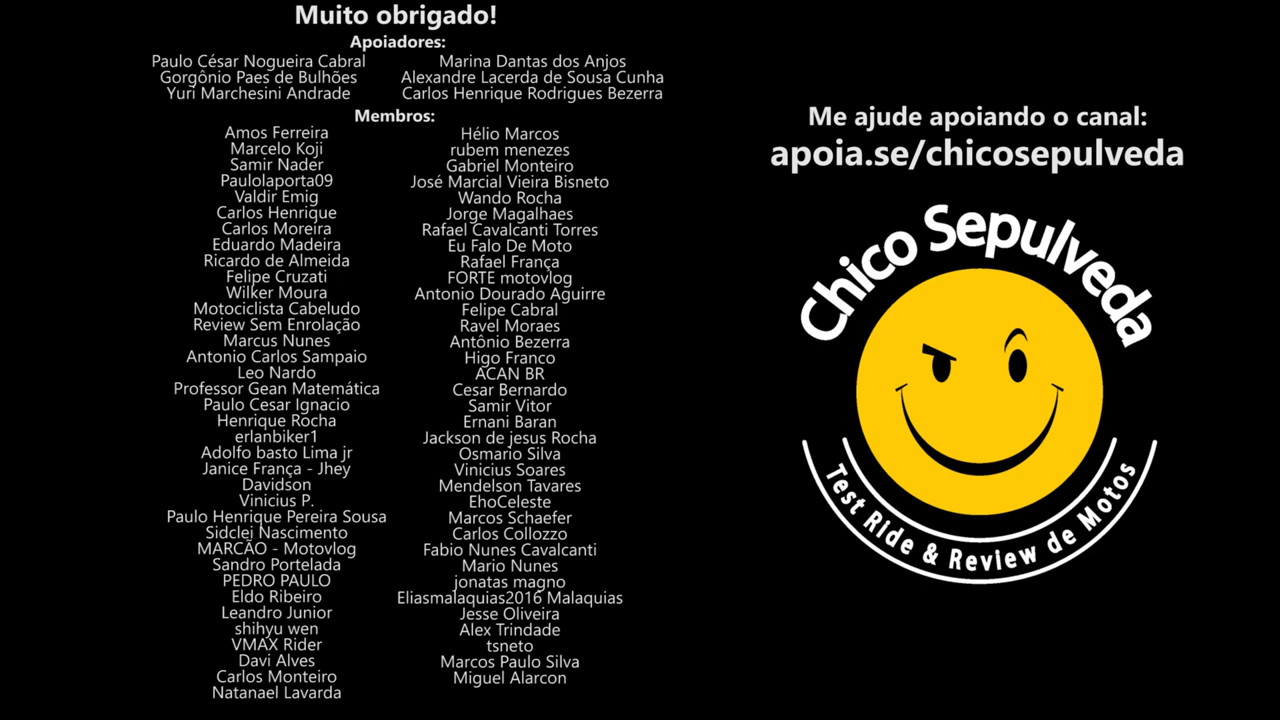 Muito obrigado!
Apoiadores:
Paulo César Nogueira Cabral
Gorgônio Paes de Bulhões
Yuri Marchesini Andrade
Marina Dantas dos Anjos
Alexandre Lacerda de Sousa Cunha
Carlos Henrique Rodrigues Bezerra
Membros:
Amos Ferreira
Marcelo Koji
Samir Nader
Paulolaporta09
Valdir Emig
Carlos Henrique
Carlos Moreira
Eduardo Madeira
Ricardo de Almeida
Felipe Cruzati
Wilker Moura
Motociclista Cabeludo
Review Sem Enrolação
Marcus Nunes
Antonio Carlos Sampaio
Leo Nardo
Professor Gean Matemática
Paulo Cesar Ignacio
Henrique Rocha
erlanbiker1
Adolfo basto Lima jr
Janice França - Jhey
Davidson
Vinicius P.
Paulo Henrique Pereira Sousa
Sidclei Nascimento
MARCÃO - Motovlog
Sandro Portelada
PEDRO PAULO
Eldo Ribeiro
Leandro Junior
shihyu wen
VMAX Rider
Davi Alves
Carlos Monteiro
Natanael Lavarda
Hélio Marcos
rubem menezes
Gabriel Monteiro
José Marcial Vieira Bisneto
Wando Rocha
Jorge Magalhaes
Rafael Cavalcanti Torres
Eu Falo De Moto
Rafael França
FORTE motovlog
Antonio Dourado Aguirre
Felipe Cabral
Ravel Moraes
Antônio Bezerra
Higo Franco
ACAN BR
Cesar Bernardo
Samir Vitor
Ernani Baran
Jackson de jesus Rocha
Osmario Silva
Vinicius Soares
Mendelson Tavares
EhoCeleste
Marcos Schaefer
Carlos Collozzo
Fabio Nunes Cavalcanti
Mario Nunes
jonatas magno
Eliasmalaquias2016 Malaquias
Jesse Oliveira
Alex Trindade
tsneto
Marcos Paulo Silva
Miguel Alarcon
Me ajude apoiando o canal:
apoia.se/chicosepulveda
Chico Sepulveda
Test Ride & Review de Motos